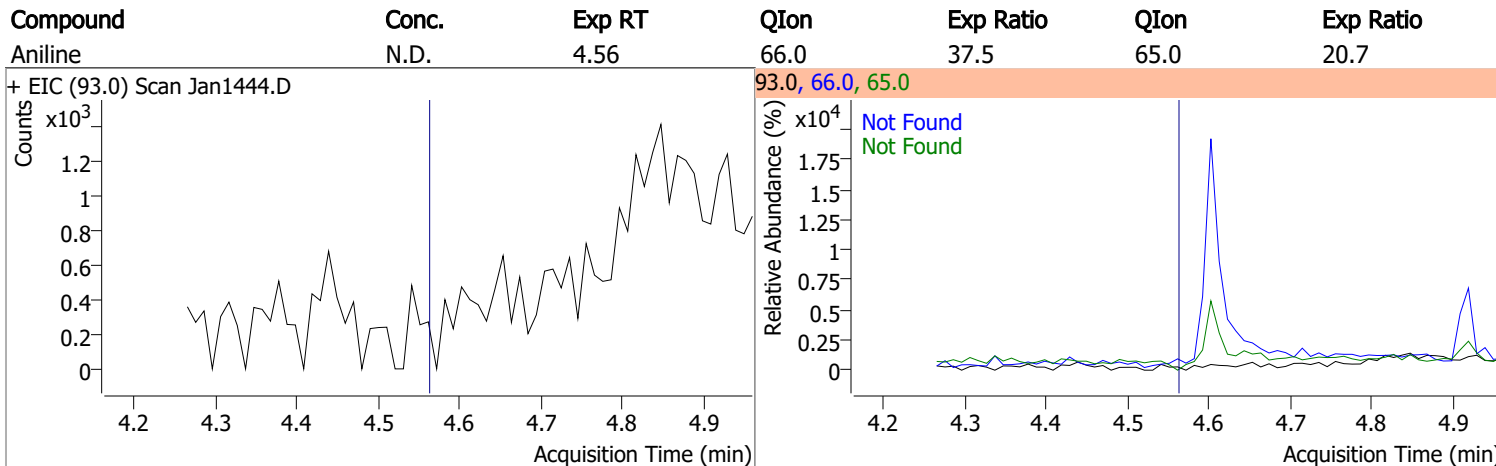 Compound Conc. Exp RT QIon Exp Ratio QIon Exp Ratio
Aniline N.D. 4.56 66.0 37.5 65.0 20.7
+ EIC (93.0) Scan Jan1444.D
Counts
x10³
1.2
1
0.8
0.6
0.4
0.2
0
4.2 4.3 4.4 4.5 4.6 4.7 4.8 4.9
Acquisition Time (min)
93.0, 66.0, 65.0
Relative Abundance (%)
x10⁴
Not Found
Not Found
1.75
1.5
1.25
1
0.75
0.5
0.25
0
4.2 4.3 4.4 4.5 4.6 4.7 4.8 4.9
Acquisition Time (min)